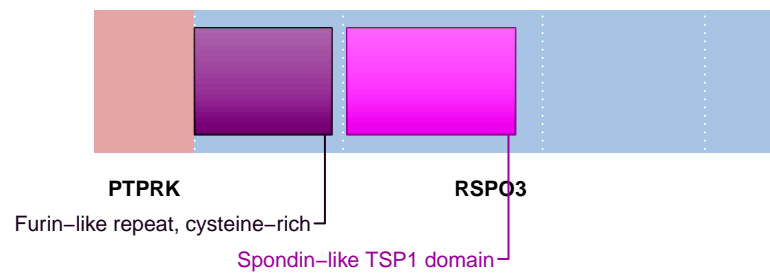 PTPRK RSPO3
Furin−like repeat, cysteine−rich
Spondin−like TSP1 domain